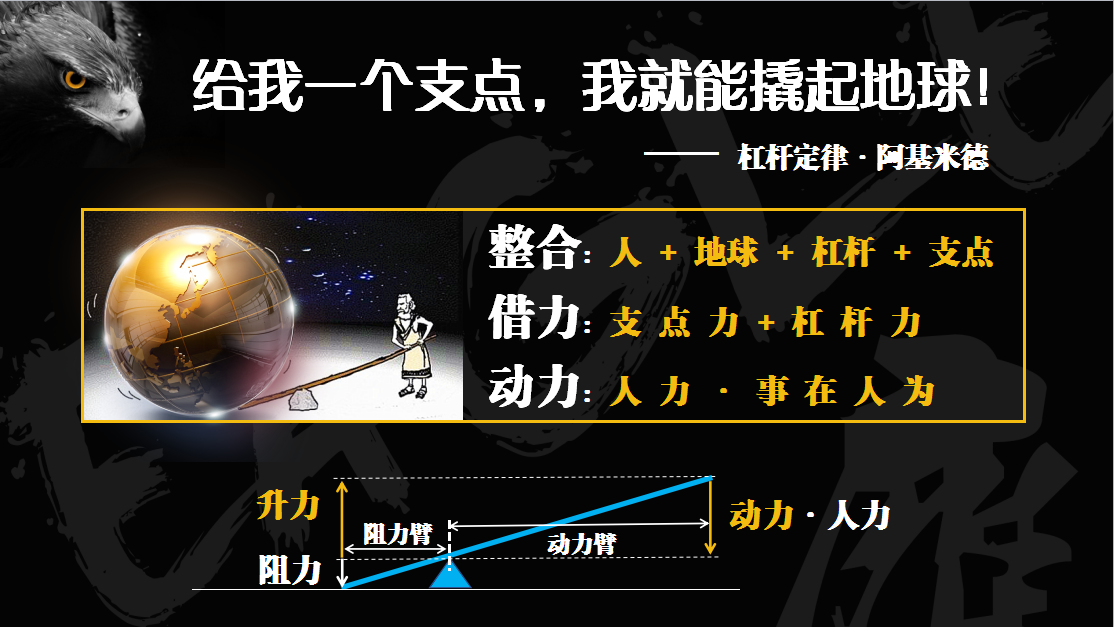 给我一个支点，我就能撬起地球!
—— 杠杆定律 · 阿基米德
整合: 人 + 地球 + 杠杆 + 支点
借力: 支 点 力 + 杠 杆 力
动力: 人 力 · 事 在 人 为
升力
阻力臂
动力 · 人力
动力臂
阻力